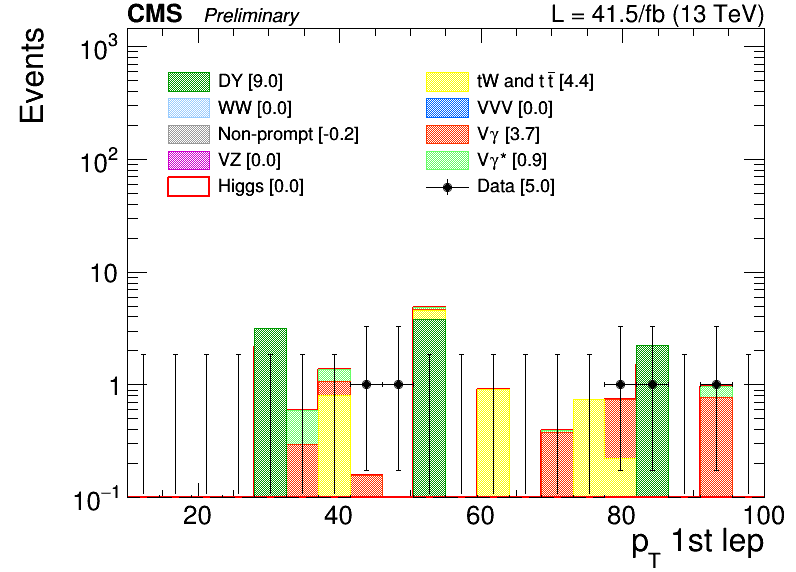 CMS Preliminary L = 41.5/fb (13 TeV)
Events
10³
10²
10
1
10⁻¹
DY [9.0]
WW [0.0]
Non-prompt [-0.2]
VZ [0.0]
Higgs [0.0]
tW and tt̅ [4.4]
VVV [0.0]
Vγ [3.7]
Vγ* [0.9]
Data [5.0]
20 40 60 80 100
p_T 1st lep